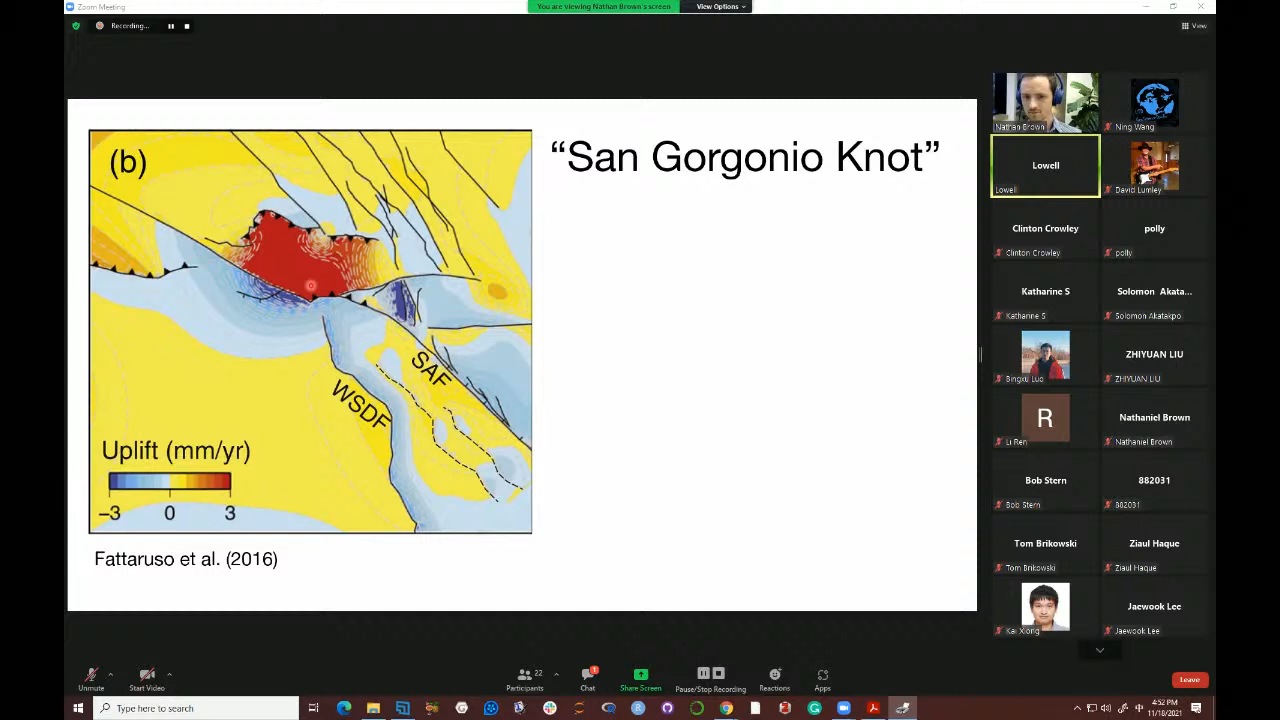 Zoom Meeting
You are viewing Nathan Brown's screen
View Options
Recording...
View
(b)
"San Gorgonio Knot"
SAF
WSDF
Uplift (mm/yr)
−3 0 3
Fattaruso et al. (2016)
Nathan Brown
Ning Wang
Lowell
Lowell
David Lumley
Clinton Crowley
Clinton Crowley
polly
polly
Katharine S
Katharine S
Solomon Akata...
Solomon Akatakpo
Bingxu Luo
ZHIYUAN LIU
ZHIYUAN LIU
R
Li Ren
Nathaniel Brown
Nathaniel Brown
Bob Stern
Bob Stern
882031
882031
Tom Brikowski
Tom Brikowski
Ziaul Haque
Ziaul Haque
Kai Xiong
Jaewook Lee
Jaewook Lee
Unmute
Start Video
22
Participants
1
Chat
Share Screen
Pause/Stop Recording
Reactions
Apps
Leave
Type here to search
中
4:52 PM
11/18/2021